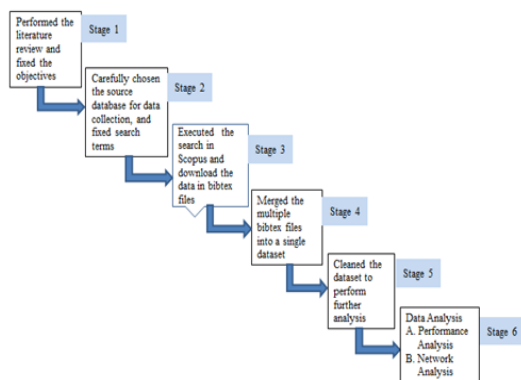 Performed the
literature
review and
fixed the
objectives
Stage 1
Carefully chosen
the source
database for data
collection, and
fixed search
terms
Stage 2
Executed the
search in
Scopus and
download the
data in bibtex
files
Stage 3
Merged the
multiple
bibtex files
into a single
dataset
Stage 4
Cleaned the
dataset to
perform
further
analysis
Stage 5
Data Analysis
A. Performance
Analysis
B. Network
Analysis
Stage 6